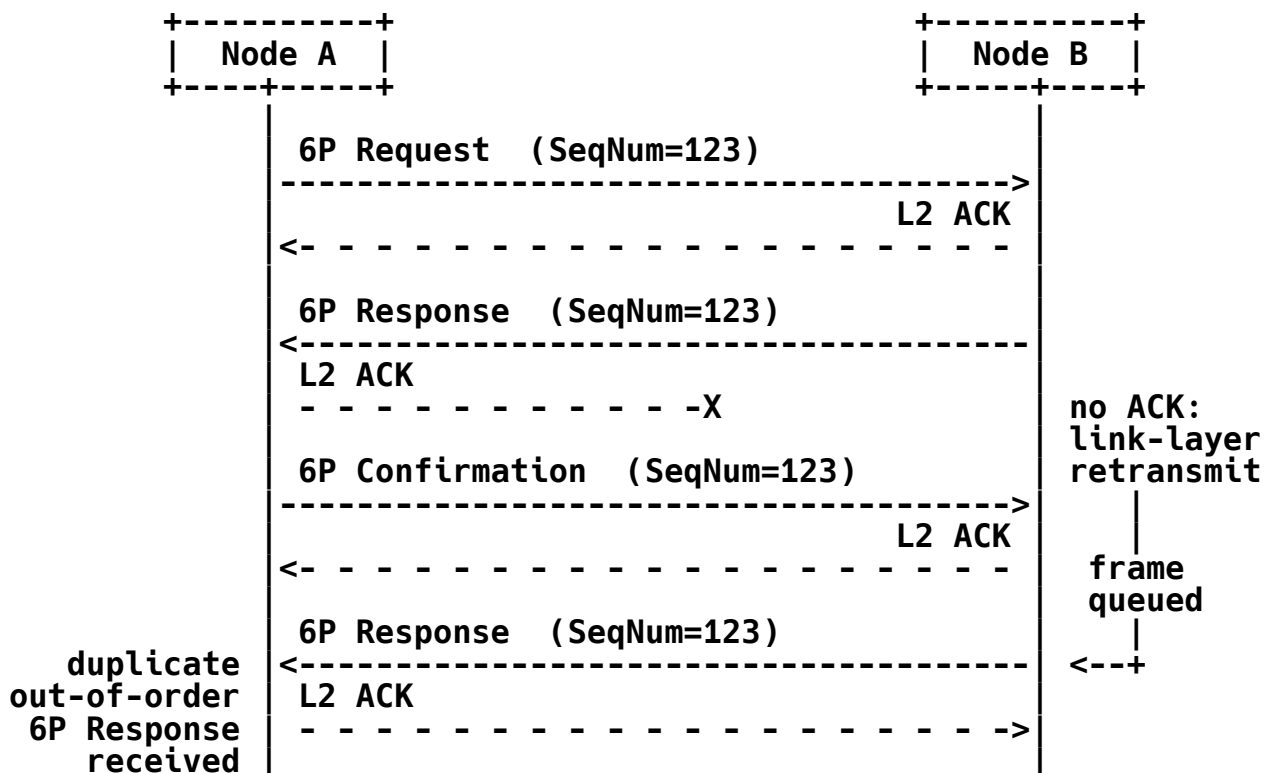 +----------+                           +----------+
|  Node A  |                           |  Node B  |
+----+-----+                           +-----+----+
     |                                       |
     | 6P Request  (SeqNum=123)              |
     |-------------------------------------->|
     |                                L2 ACK |
     |<- - - - - - - - - - - - - - - - - - - |
     |                                       |
     | 6P Response  (SeqNum=123)             |
     |<--------------------------------------|
     | L2 ACK                                |
     | - - - - - - - - - - -X                | no ACK:
     |                                       | link-layer
     | 6P Confirmation  (SeqNum=123)         | retransmit
     |-------------------------------------->|    |
     |                                L2 ACK |    |
     |<- - - - - - - - - - - - - - - - - - - |  frame
     |                                       |  queued
     | 6P Response  (SeqNum=123)             |    |
duplicate |<--------------------------------------| <--+
out-of-order | L2 ACK                                |
6P Response | - - - - - - - - - - - - - - - - - - ->|
received |                                       |